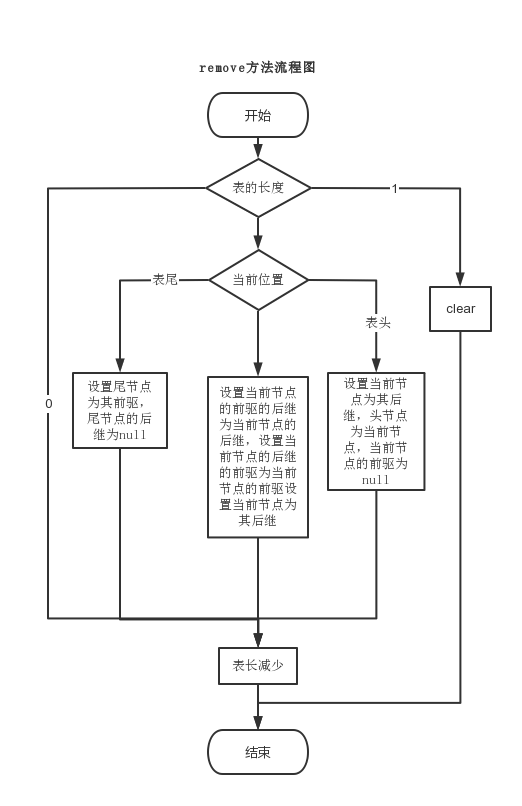 remove方法流程图
开始
表的长度
1
当前位置
表尾
clear
表头
设置尾节点
为其前驱，
尾节点的后
继为null
0
设置当前节点
的前驱的后继
为当前节点的
后继，设置当
前节点的后继
的前驱为当前
节点的前驱设
置当前节点为
其后继
设置当前节
点为其后
继，头节点
为当前节
点，当前节
点的前驱为
null
表长减少
结束